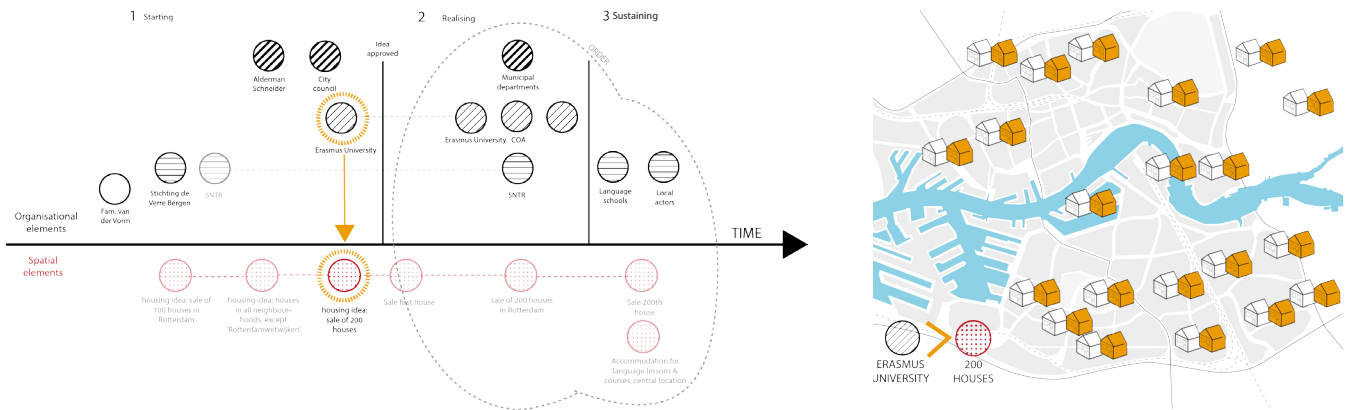 1 Starting
2 Realising
3 Sustaining
Idea
approved
ORDER
Alderman
Schneider
City
council
Municipal
departments
Erasmus University
Erasmus University
COA
Fam. van
der Vorm
Stichting de
Verre Bergen
SNTR
SNTR
Language
schools
Local
actors
Organisational
elements
TIME
Spatial
elements
housing idea: sale of
100 houses in
Rotterdam
housing idea: houses
in all neighbour-
hoods, except
'Rotterdamwetwijken'
housing idea:
sale of 200
houses
Sale first house
sale of 200 houses
in Rotterdam
Sale 200th
house
Accommodation for
language lessons &
courses; central location
ERASMUS
UNIVERSITY
200
HOUSES